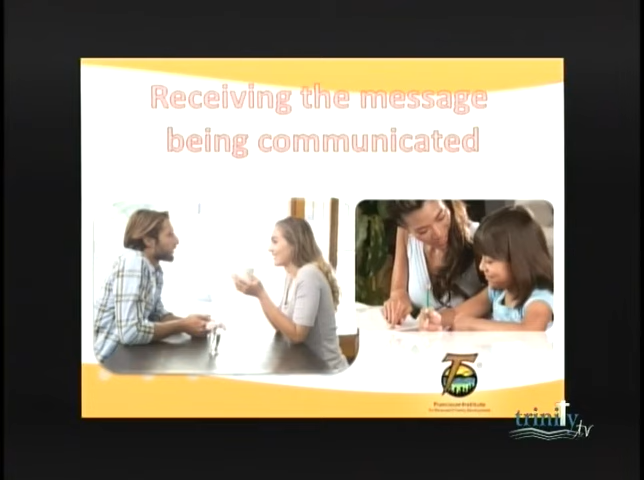 Receiving the message
being communicated
trinity
tv